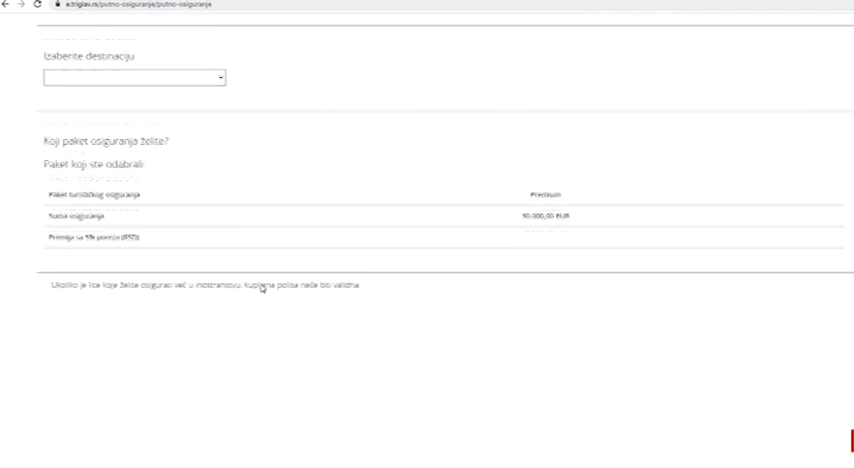 e.triglav.rs/putno-osiguranje/putno-osiguranje
Izaberite destinaciju
Koji paket osiguranja želite?
Paket koji ste odabrali
Paket turističkog osiguranja Premium
Suma osiguranja 30.000,00 EUR
Premija sa 5% poreza (RSD)
Ukoliko je lice koje želite osigurati već u inostranstvu, kupljena polisa neće biti validna.